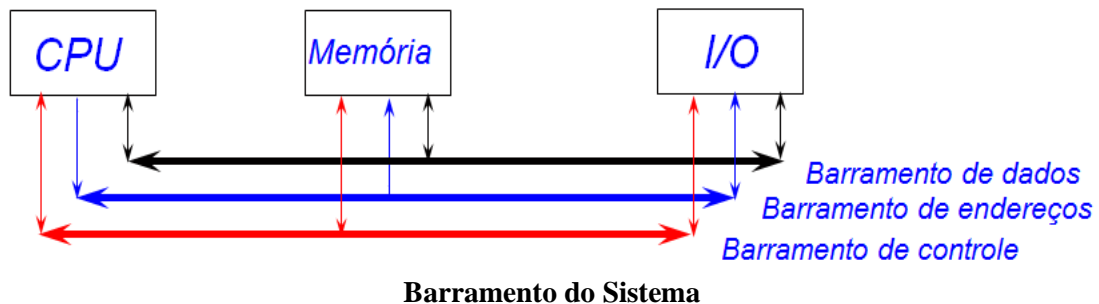 CPU
Memória
I/O
Barramento de dados
Barramento de endereços
Barramento de controle
Barramento do Sistema